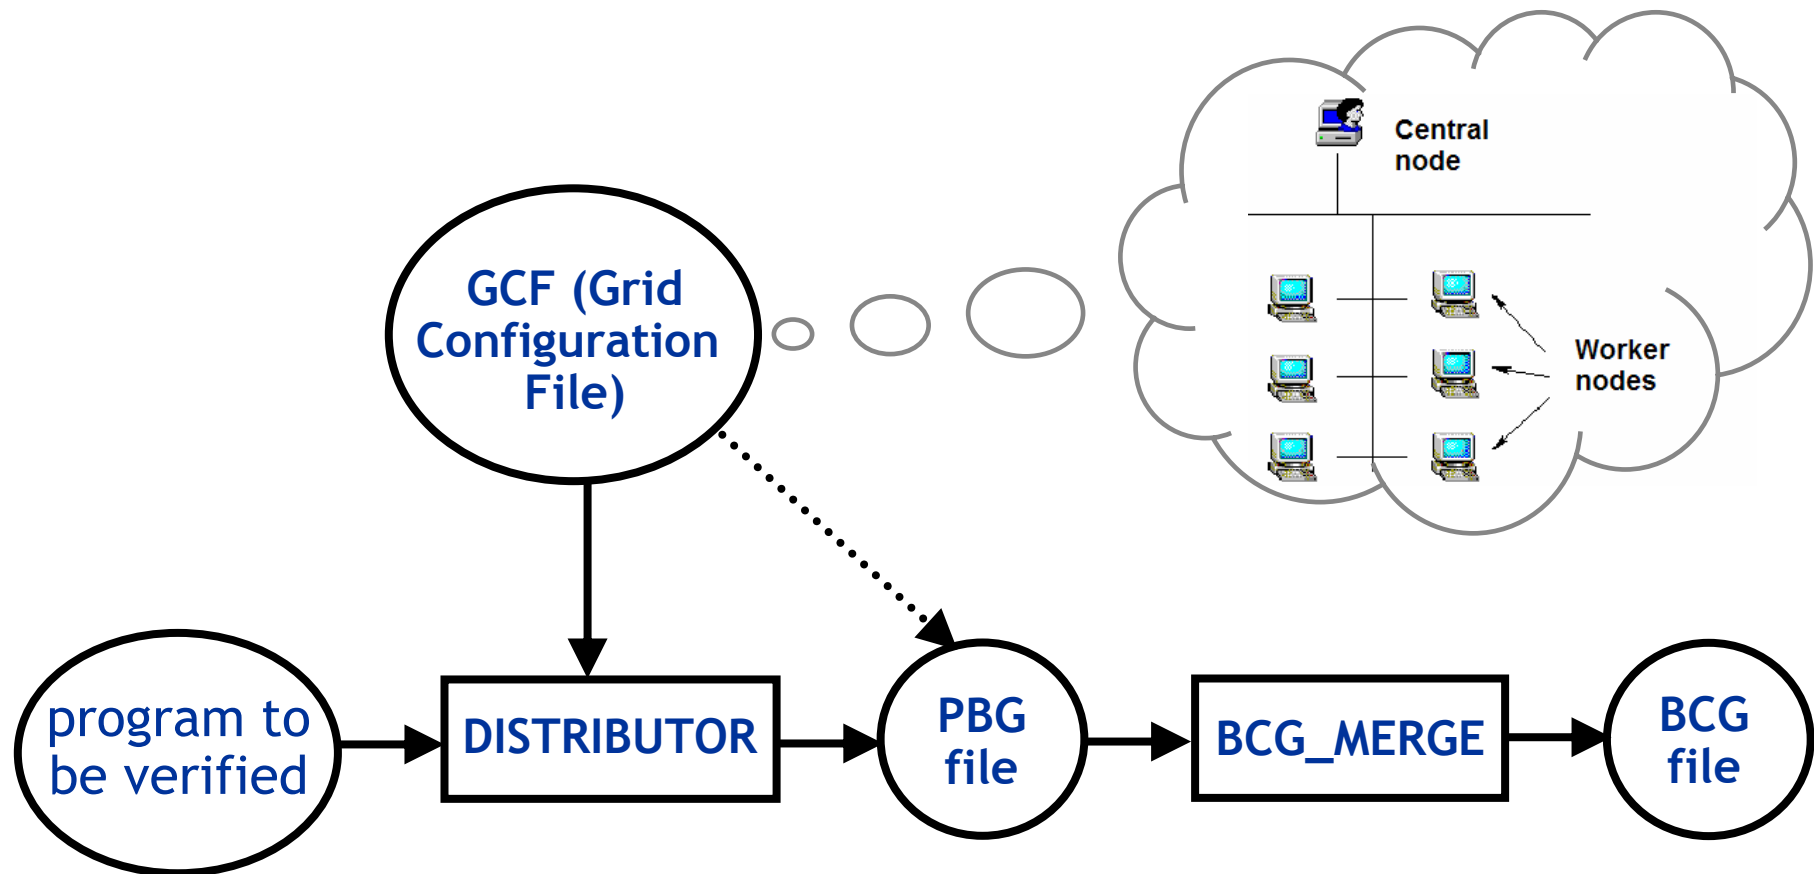 Central
node
GCF (Grid
Configuration
File)
Worker
nodes
program to
be verified
DISTRIBUTOR
PBG
file
BCG_MERGE
BCG
file